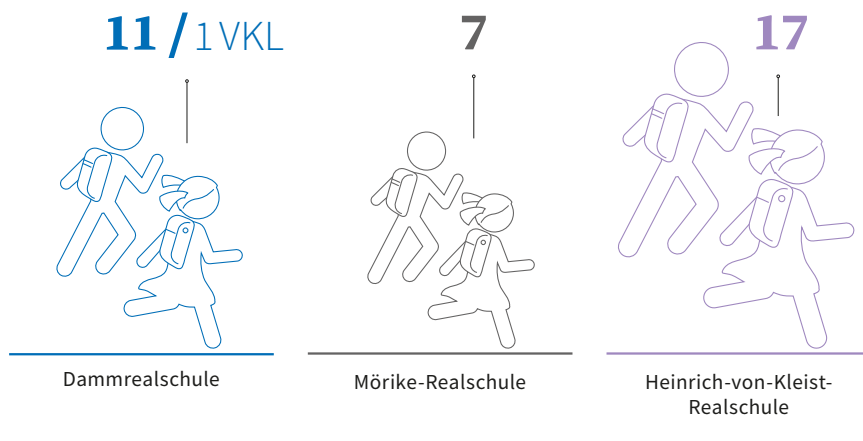 11 / 1 VKL
7
17
Dammrealschule
Mörike-Realschule
Heinrich-von-Kleist-
Realschule